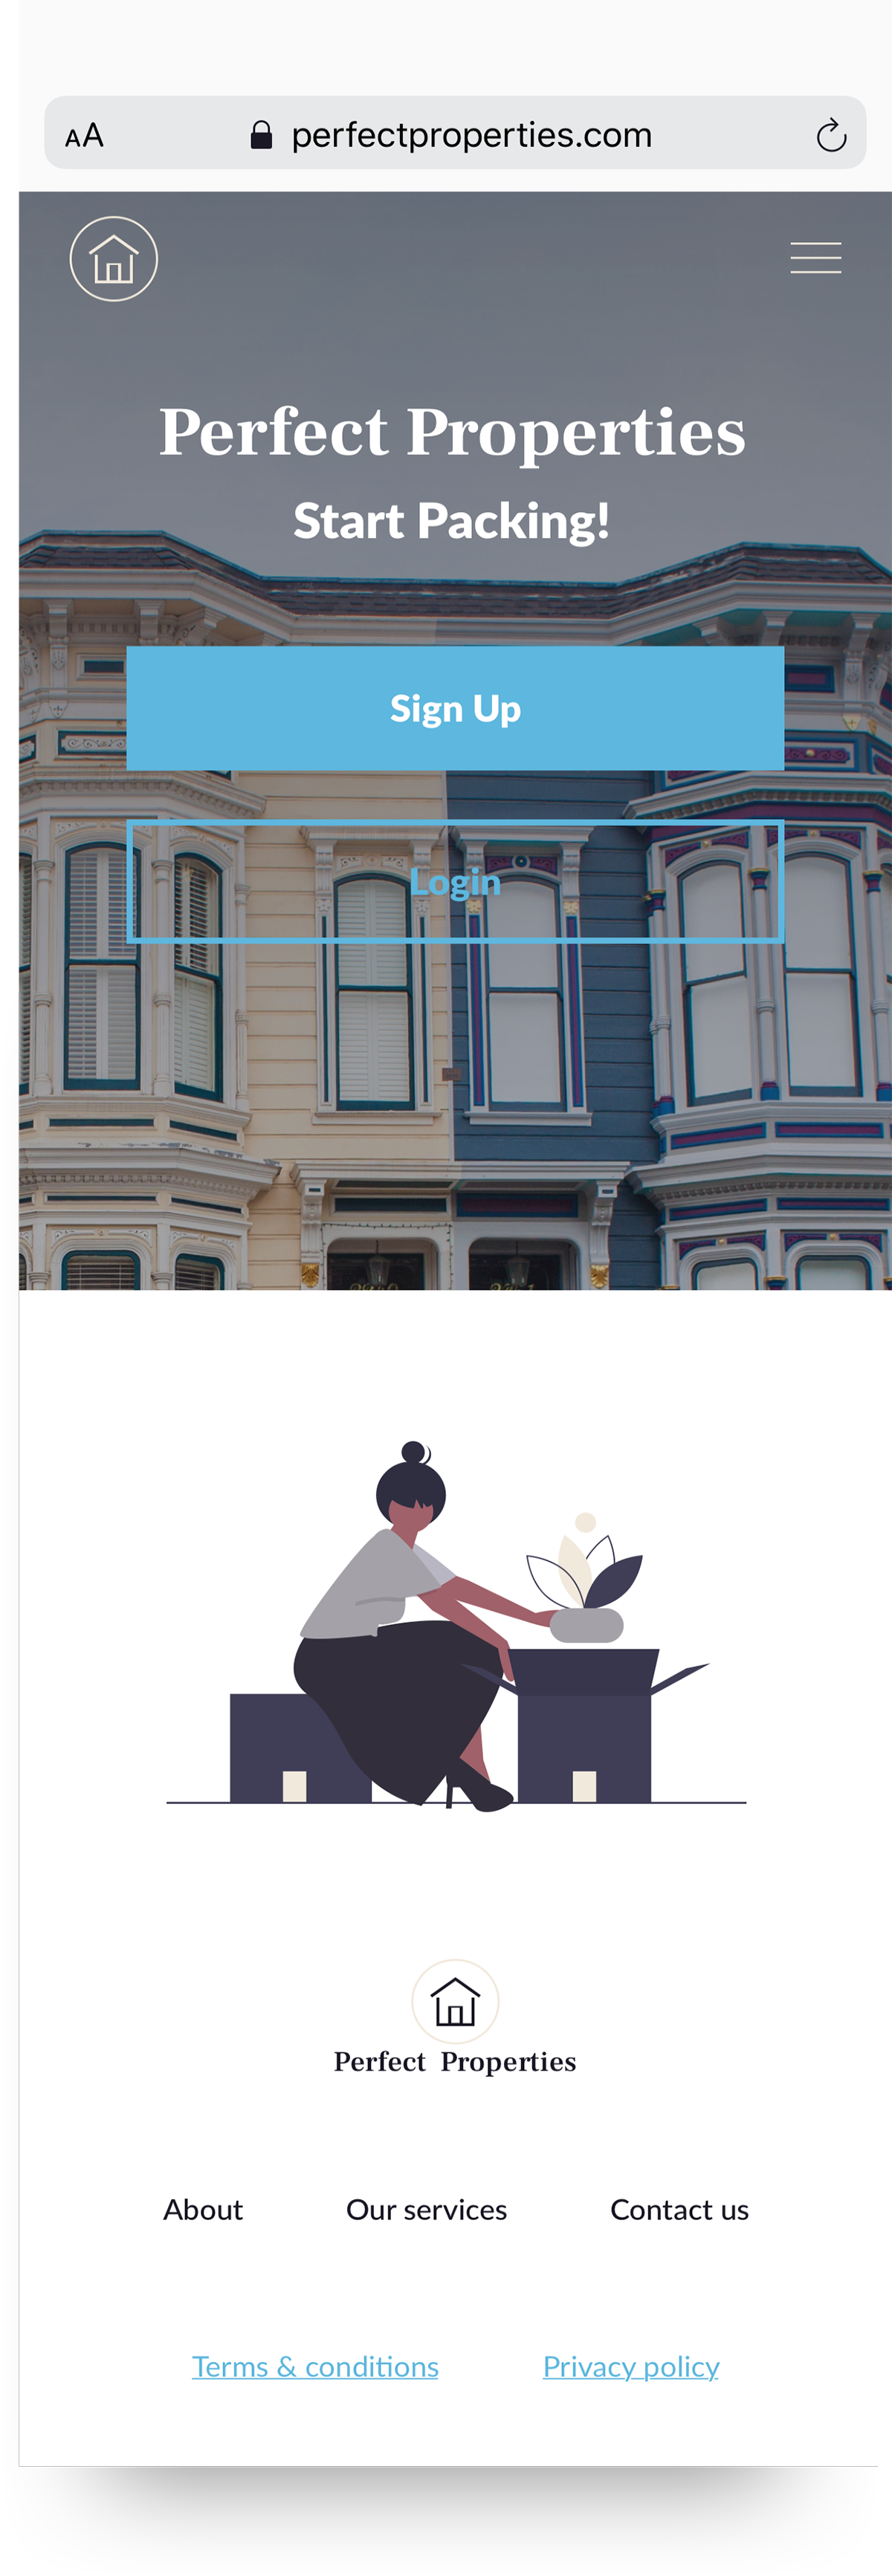 AA perfectproperties.com
Perfect Properties
Start Packing!
Sign Up
Login
Perfect Properties
About Our services Contact us
Terms & conditions Privacy policy